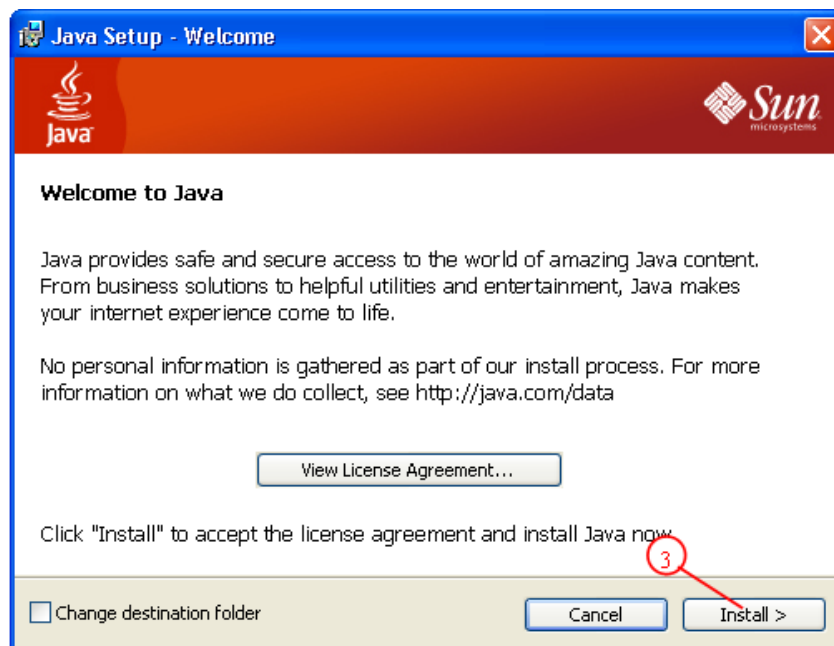 Java Setup - Welcome
Java
Sun
microsystems
Welcome to Java
Java provides safe and secure access to the world of amazing Java content.
From business solutions to helpful utilities and entertainment, Java makes
your internet experience come to life.
No personal information is gathered as part of our install process. For more
information on what we do collect, see http://java.com/data
View License Agreement...
Click "Install" to accept the license agreement and install Java now
3
Change destination folder
Cancel
Install >